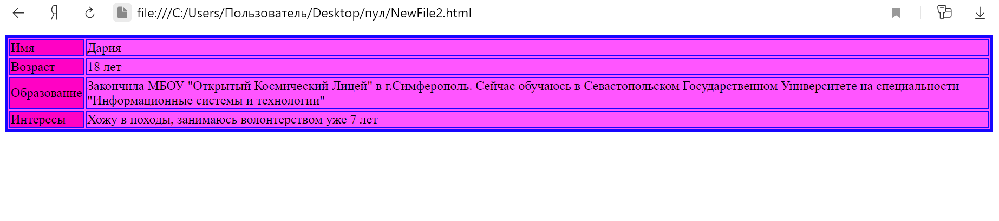 file:///C:/Users/Пользователь/Desktop/пул/NewFile2.html
Имя Дария
Возраст 18 лет
Образование Закончила МБОУ "Открытый Космический Лицей" в г.Симферополь. Сейчас обучаюсь в Севастопольском Государственном Университете на специальности
"Информационные системы и технологии"
Интересы Хожу в походы, занимаюсь волонтерством уже 7 лет